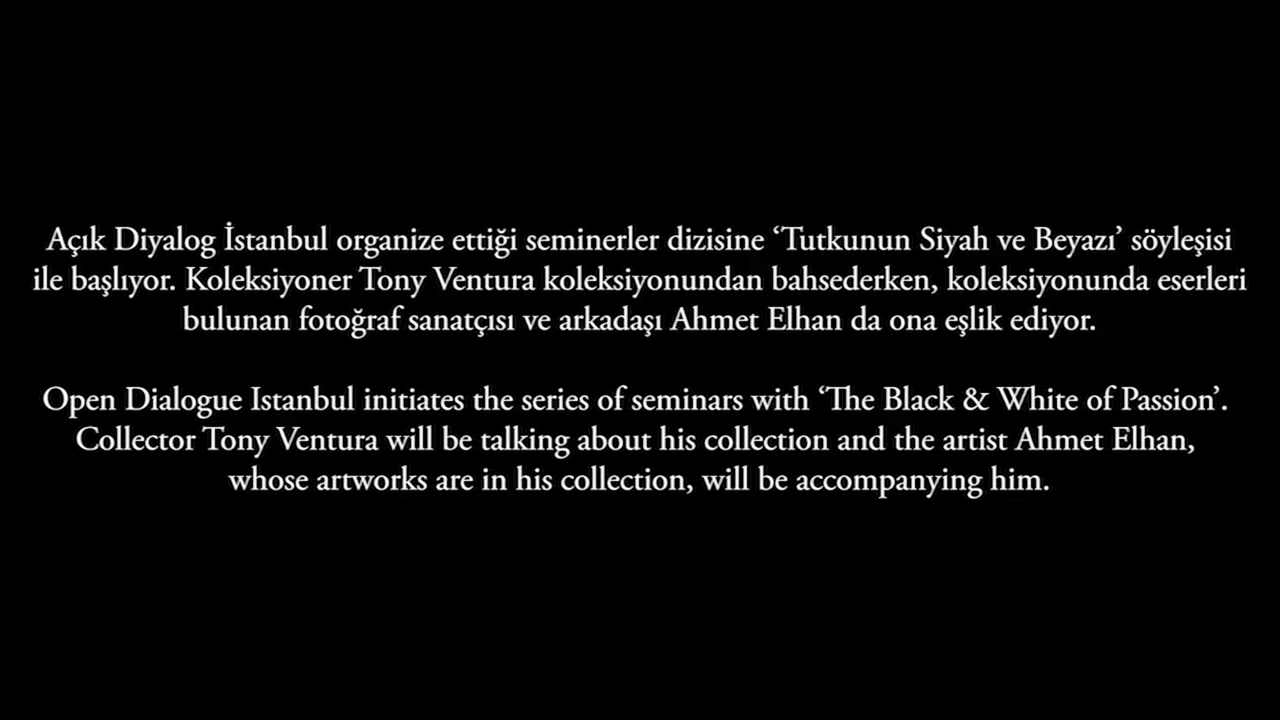 Açık Diyalog İstanbul organize ettiği seminerler dizisine ‘Tutkunun Siyah ve Beyazı’ söyleşisi
ile başlıyor. Koleksiyoner Tony Ventura koleksiyonundan bahsederken, koleksiyonunda eserleri
bulunan fotoğraf sanatçısı ve arkadaşı Ahmet Elhan da ona eşlik ediyor.
Open Dialogue Istanbul initiates the series of seminars with ‘The Black & White of Passion’.
Collector Tony Ventura will be talking about his collection and the artist Ahmet Elhan,
whose artworks are in his collection, will be accompanying him.